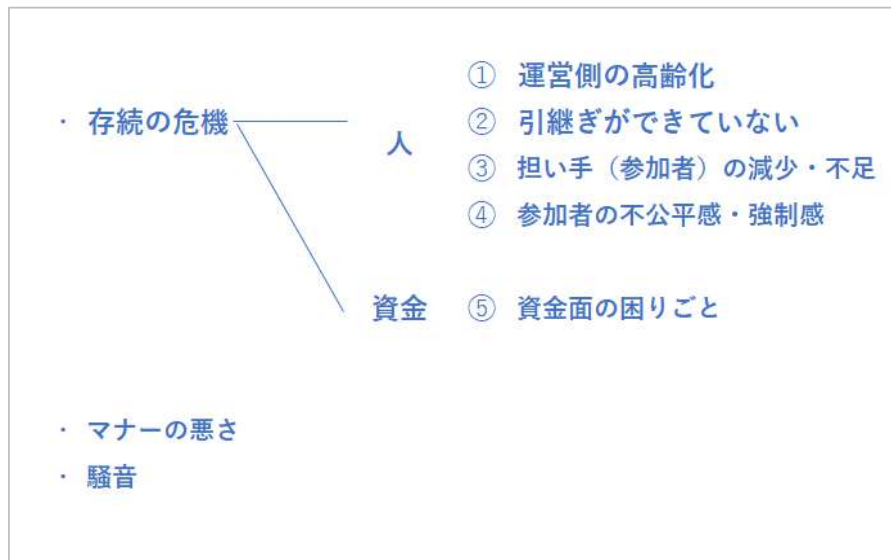 ① 運営側の高齢化
・ 存続の危機
② 引継ぎができていない
人
③ 担い手（参加者）の減少・不足
④ 参加者の不公平感・強制感
資金 ⑤ 資金面の困りごと
・ マナーの悪さ
・ 騒音